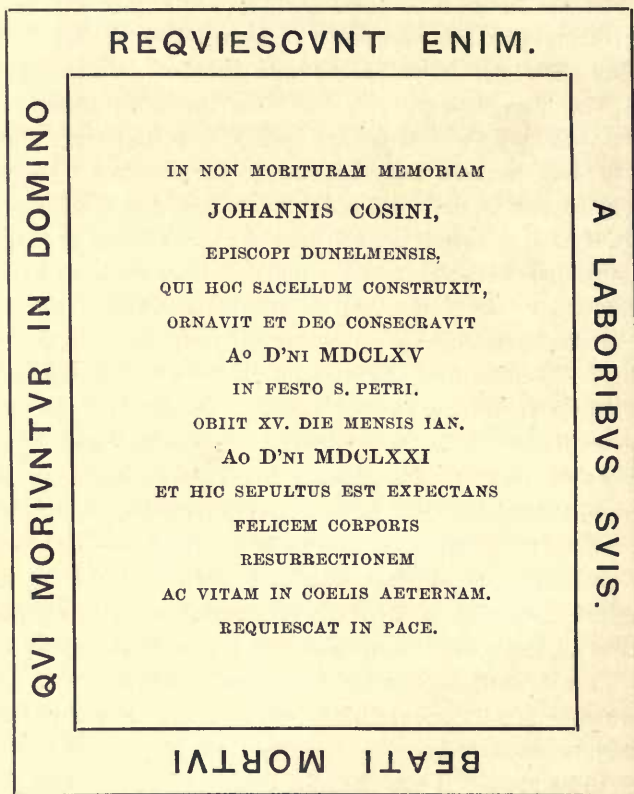 REQVIESCVNT ENIM.
A LABORIBVS SVIS.
BEATI MORTVI
QVI MORIVNTVR IN DOMINO
IN NON MORITURAM MEMORIAM
JOHANNIS COSINI,
EPISCOPI DUNELMENSIS.
QUI HOC SACELLUM CONSTRUXIT,
ORNAVIT ET DEO CONSECRAVIT
Ao D'NI MDCLXV
IN FESTO S. PETRI.
OBIIT XV. DIE MENSIS IAN.
Ao D'NI MDCLXXI
ET HIC SEPULTUS EST EXPECTANS
FELICEM CORPORIS
RESURRECTIONEM
AC VITAM IN COELIS AETERNAM.
REQUIESCAT IN PACE.